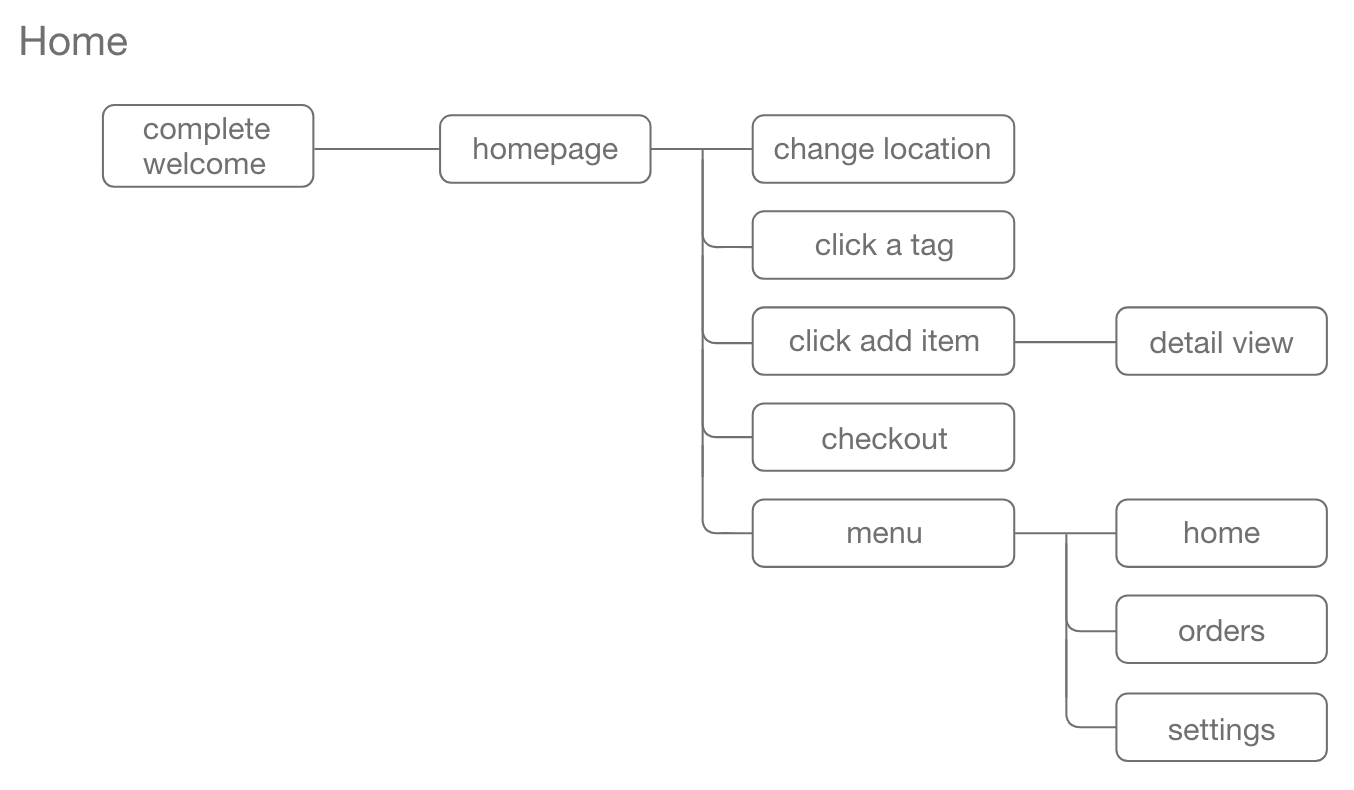 Home
complete
welcome
homepage
change location
click a tag
click add item
detail view
checkout
menu
home
orders
settings